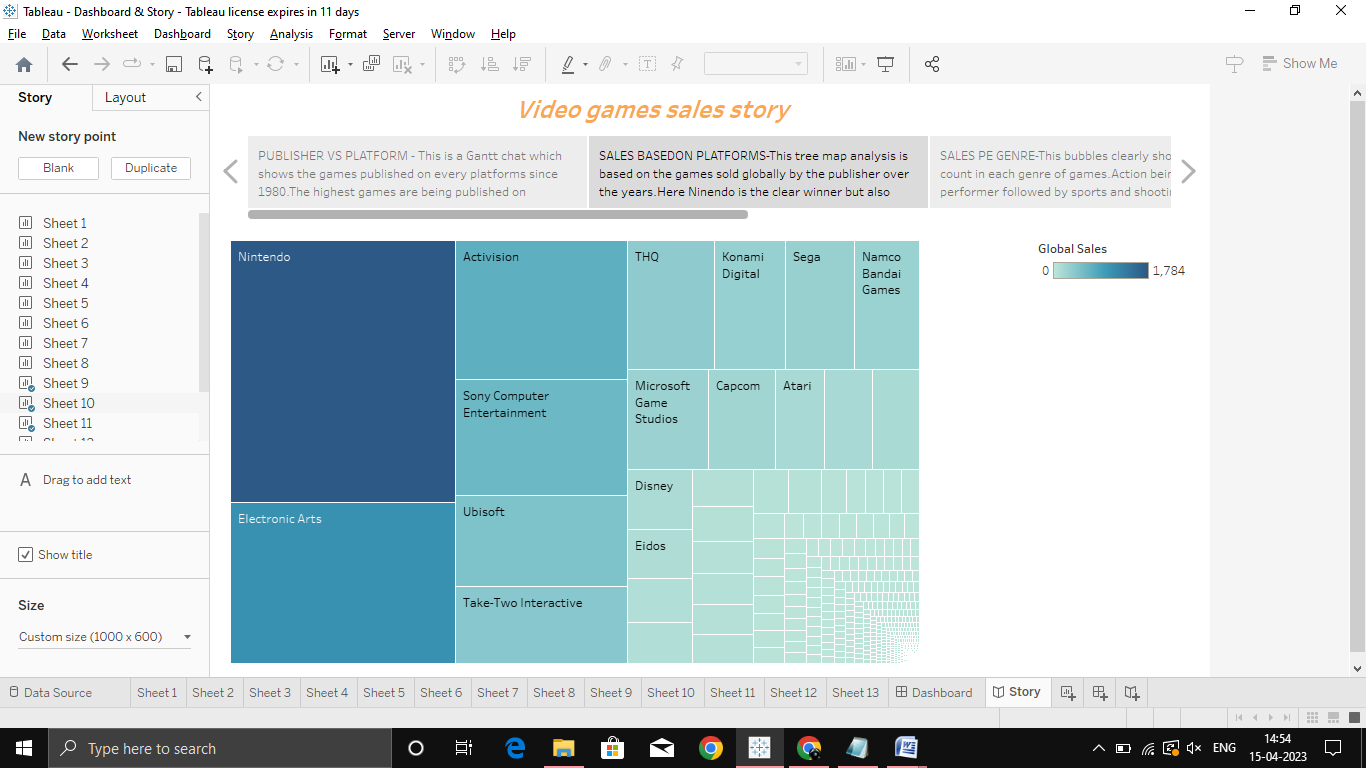 Tableau - Dashboard & Story - Tableau license expires in 11 days
File Data Worksheet Dashboard Story Analysis Format Server Window Help
Show Me
Story Layout
New story point
Blank Duplicate
Sheet 1
Sheet 2
Sheet 3
Sheet 4
Sheet 5
Sheet 6
Sheet 7
Sheet 8
Sheet 9
Sheet 10
Sheet 11
A Drag to add text
Show title
Size
Custom size (1000 x 600)
Video games sales story
PUBLISHER VS PLATFORM - This is a Gantt chat which
shows the games published on every platforms since
1980.The highest games are being published on
SALES BASEDON PLATFORMS-This tree map analysis is
based on the games sold globally by the publisher over
the years.Here Ninendo is the clear winner but also
SALES PE GENRE-This bubbles clearly sho
count in each genre of games.Action bein
performer followed by sports and shootin
Nintendo
Electronic Arts
Activision
Sony Computer
Entertainment
Ubisoft
Take-Two Interactive
THQ
Konami
Digital
Sega
Namco
Bandai
Games
Microsoft
Game
Studios
Capcom
Atari
Disney
Eidos
Global Sales
0 1,784
Data Source Sheet 1 Sheet 2 Sheet 3 Sheet 4 Sheet 5 Sheet 6 Sheet 7 Sheet 8 Sheet 9 Sheet 10 Sheet 11 Sheet 12 Sheet 13 Dashboard Story
Type here to search
ENG
14:54
15-04-2023